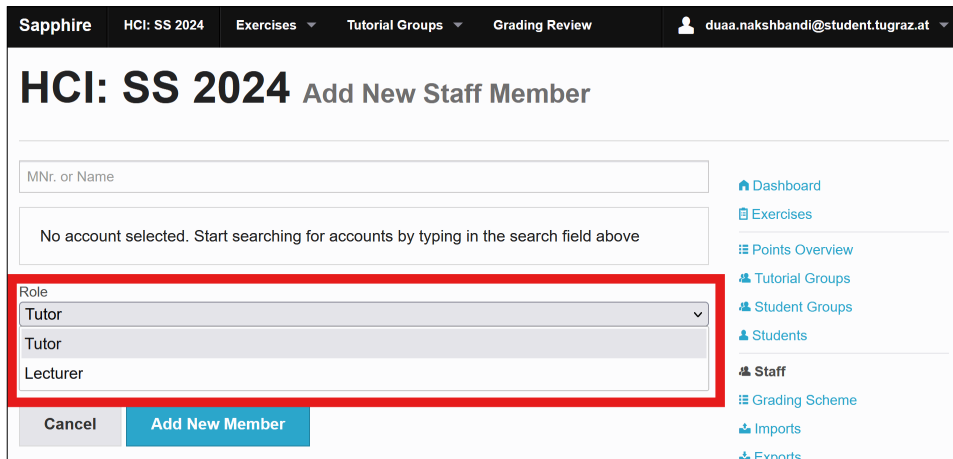 Sapphire HCI: SS 2024 Exercises Tutorial Groups Grading Review duaa.nakshbandi@student.tugraz.at
HCI: SS 2024 Add New Staff Member
MNr. or Name
No account selected. Start searching for accounts by typing in the search field above
Role
Tutor
Tutor
Lecturer
Cancel Add New Member
Dashboard
Exercises
Points Overview
Tutorial Groups
Student Groups
Students
Staff
Grading Scheme
Imports
Exports